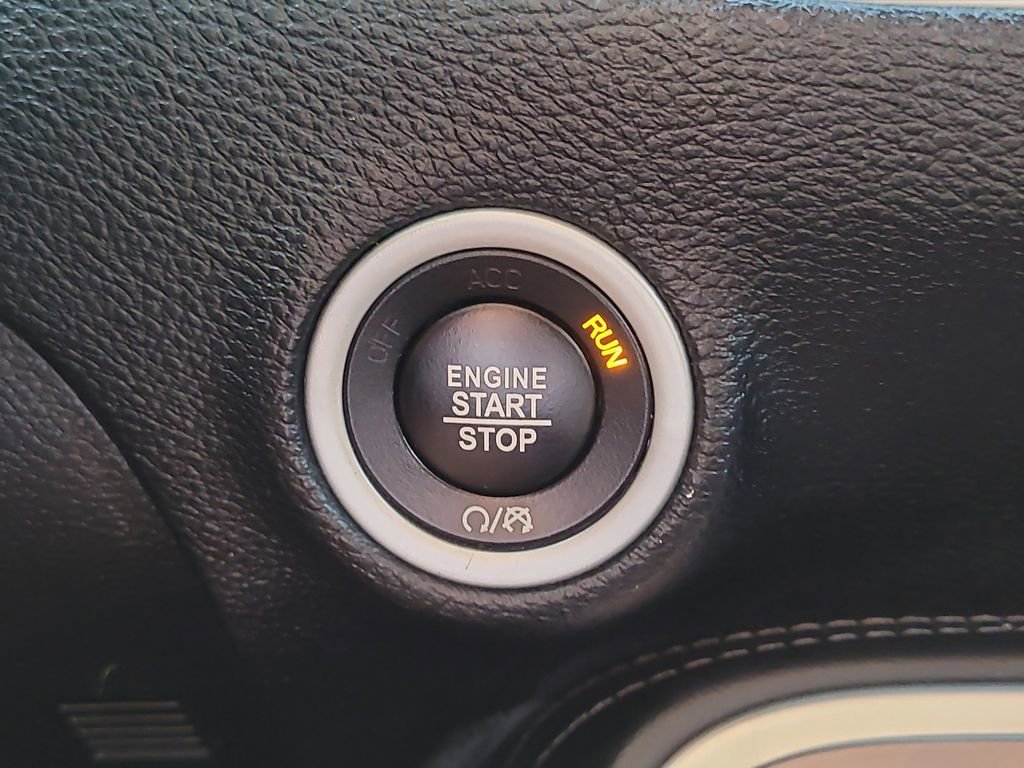 ACC
OFF
RUN
ENGINE
START
STOP